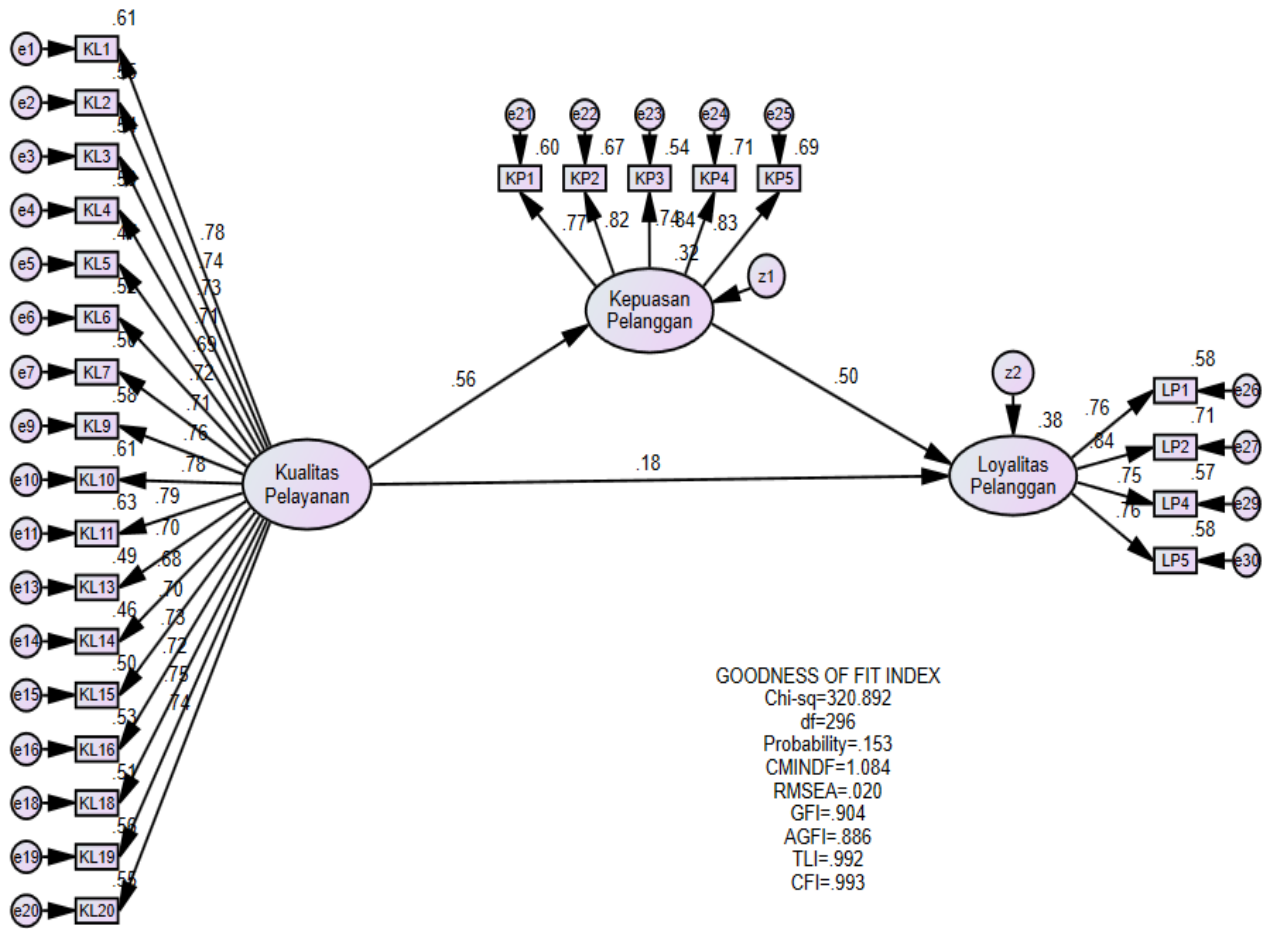 .61
e1 KL1
e2 KL2
e3 KL3
e4 KL4
e5 KL5
e6 KL6
e7 KL7
.58
e9 KL9
.61
e10 KL10
.63
e11 KL11
.49
e13 KL13
.46
e14 KL14
.50
e15 KL15
.53
e16 KL16
.51
e18 KL18
.56
e19 KL19
.55
e20 KL20
.78
.74
.73
.71
.69
.72
.71
.76
.78
.79
.70
.68
.70
.73
.72
.75
.74
Kualitas
Pelayanan
e21 e22 e23 e24 e25
.60 .67 .54 .71 .69
KP1 KP2 KP3 KP4 KP5
.77 .82 .74 .84 .83
.32
z1
Kepuasan
Pelanggan
.56
.50
.18
z2
.38
Loyalitas
Pelanggan
.76
.84
.75
.76
.58
LP1 e26
.71
LP2 e27
.57
LP4 e29
.58
LP5 e30
GOODNESS OF FIT INDEX
Chi-sq=320.892
df=296
Probability=.153
CMINDF=1.084
RMSEA=.020
GFI=.904
AGFI=.886
TLI=.992
CFI=.993